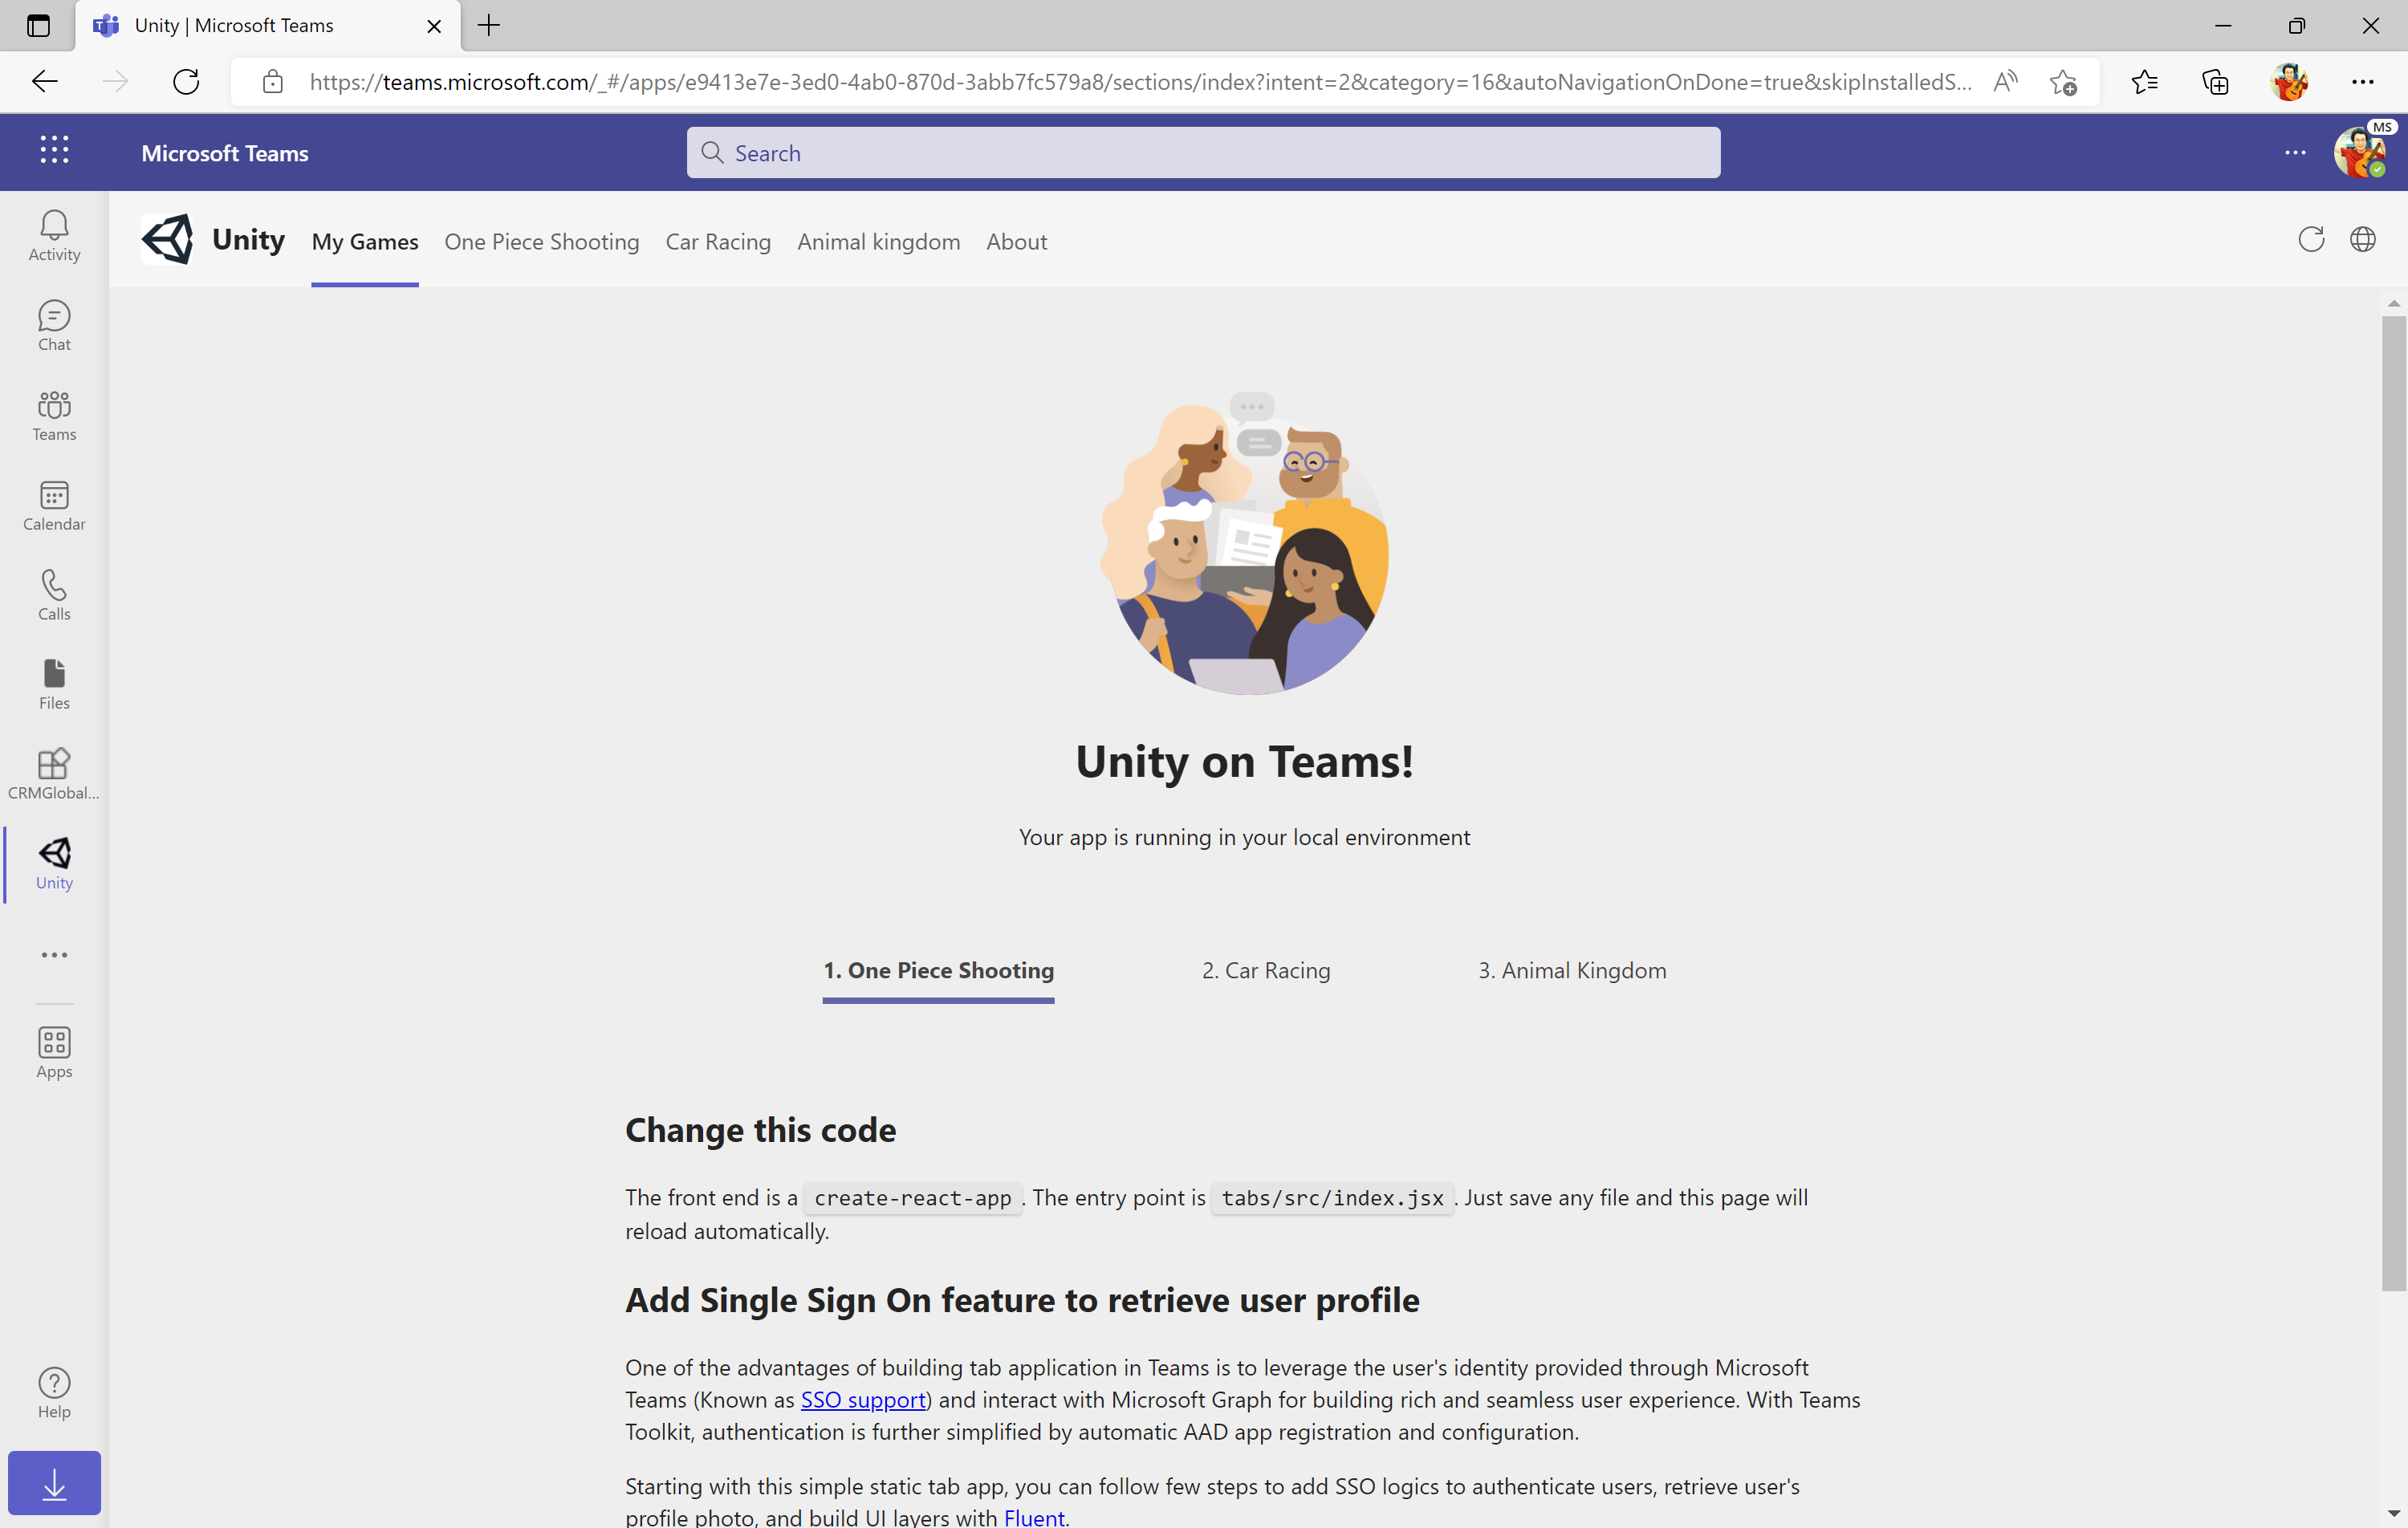 Unity | Microsoft Teams
https://teams.microsoft.com/_#/apps/e9413e7e-3ed0-4ab0-870d-3abb7fc579a8/sections/index?intent=2&category=16&autoNavigationOnDone=true&skipInstalledS...
Microsoft Teams
Search
MS
Unity
My Games
One Piece Shooting
Car Racing
Animal kingdom
About
Activity
Chat
Teams
Calendar
Calls
Files
CRMGlobal...
Unity
Apps
Help
Unity on Teams!
Your app is running in your local environment
1. One Piece Shooting
2. Car Racing
3. Animal Kingdom
Change this code
The front end is a create-react-app. The entry point is tabs/src/index.jsx. Just save any file and this page will
reload automatically.
Add Single Sign On feature to retrieve user profile
One of the advantages of building tab application in Teams is to leverage the user's identity provided through Microsoft
Teams (Known as SSO support) and interact with Microsoft Graph for building rich and seamless user experience. With Teams
Toolkit, authentication is further simplified by automatic AAD app registration and configuration.
Starting with this simple static tab app, you can follow few steps to add SSO logics to authenticate users, retrieve user's
profile photo, and build UI layers with Fluent.